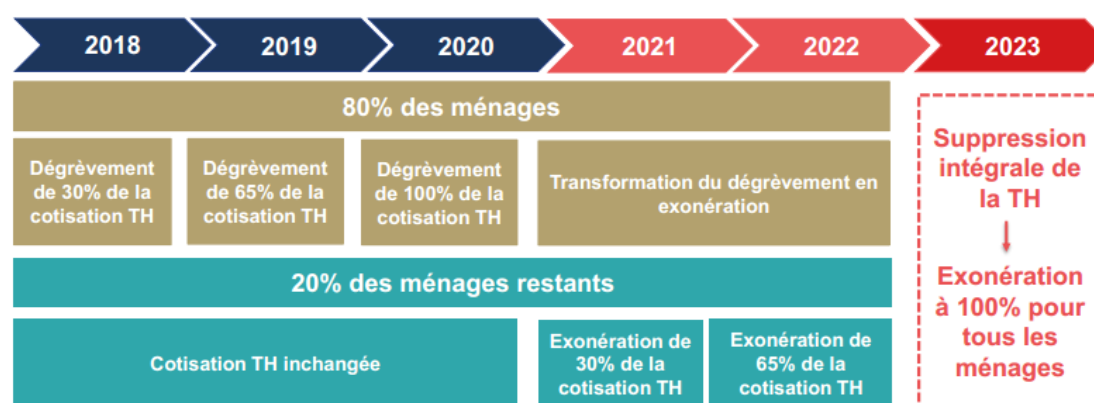 2018
2019
2020
2021
2022
2023
80% des ménages
Dégrèvement
de 30% de la
cotisation TH
Dégrèvement
de 65% de la
cotisation TH
Dégrèvement
de 100% de la
cotisation TH
Transformation du dégrèvement en
exonération
20% des ménages restants
Cotisation TH inchangée
Exonération de
30% de la
cotisation TH
Exonération de
65% de la
cotisation TH
Suppression
intégrale de
la TH
Exonération
à 100% pour
tous les
ménages